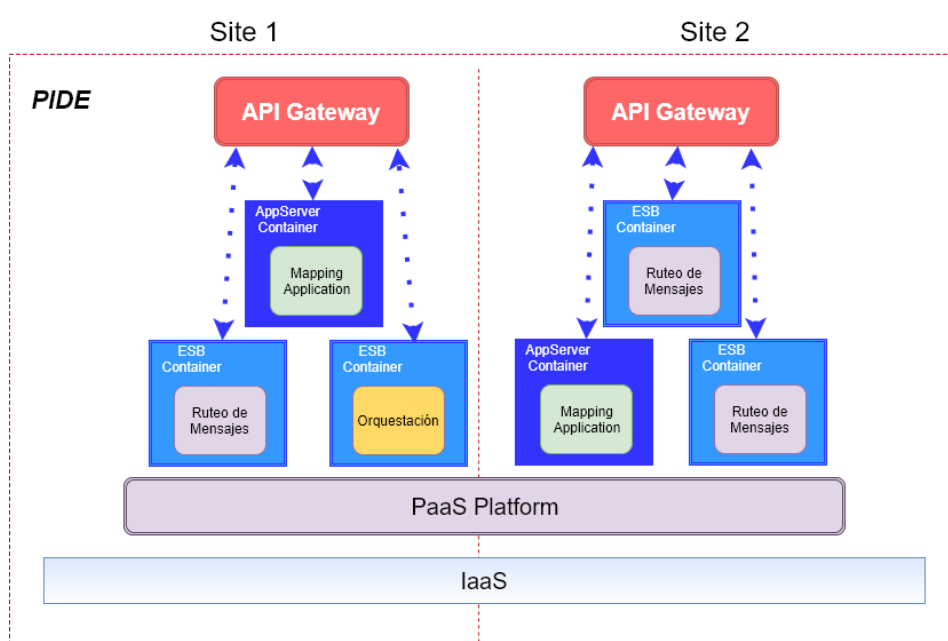 Site 1
Site 2
PIDE
API Gateway
API Gateway
AppServer
Container
Mapping
Application
ESB
Container
Ruteo de
Mensajes
ESB
Container
Ruteo de
Mensajes
ESB
Container
Orquestación
AppServer
Container
Mapping
Application
ESB
Container
Ruteo de
Mensajes
PaaS Platform
IaaS